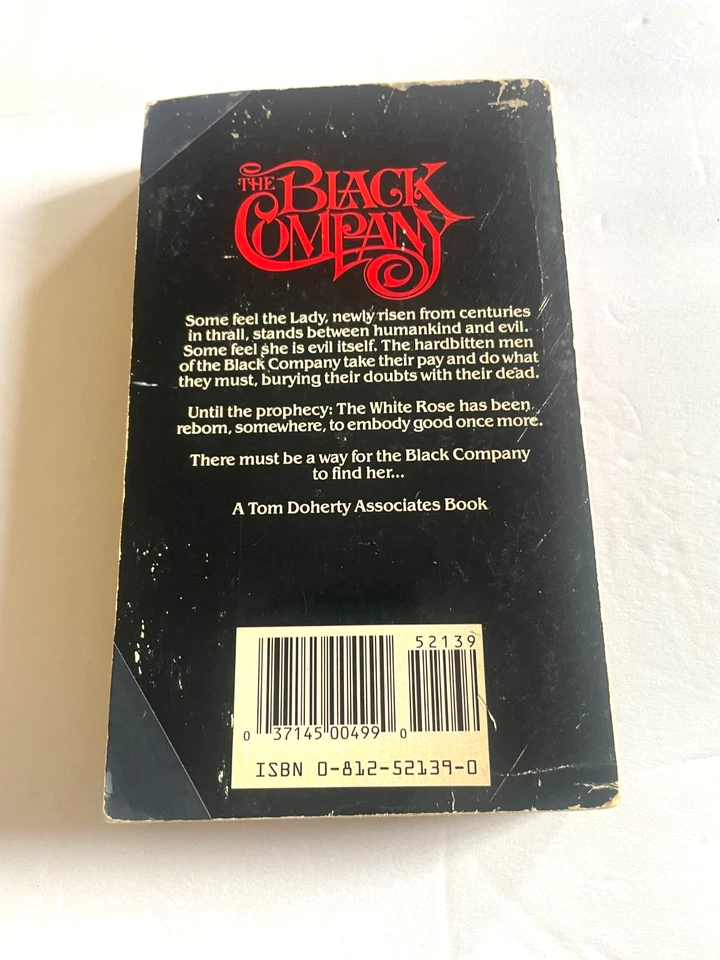 THE BLACK
COMPANY
Some feel the Lady, newly risen from centuries
in thrall, stands between humankind and evil.
Some feel she is evil itself. The hardbitten men
of the Black Company take their pay and do what
they must, burying their doubts with their dead.
Until the prophecy: The White Rose has been
reborn, somewhere, to embody good once more.
There must be a way for the Black Company
to find her...
A Tom Doherty Associates Book
52139
0 37145 00499 0
ISBN 0-812-52139-0